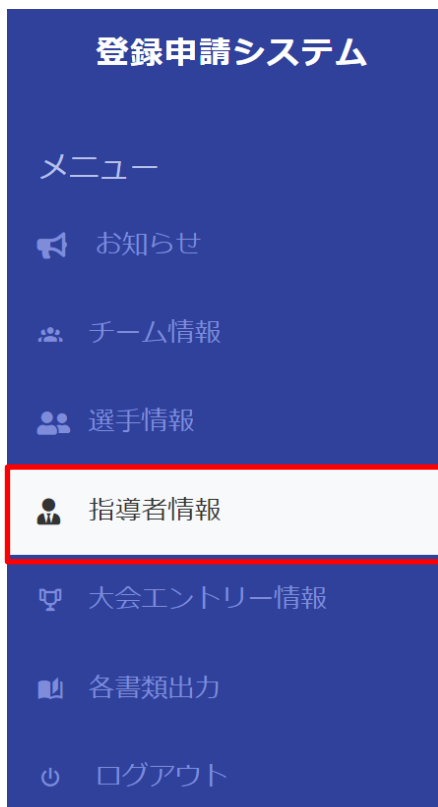 登録申請システム
メニュー
お知らせ
チーム情報
選手情報
指導者情報
大会エントリー情報
各書類出力
ログアウト